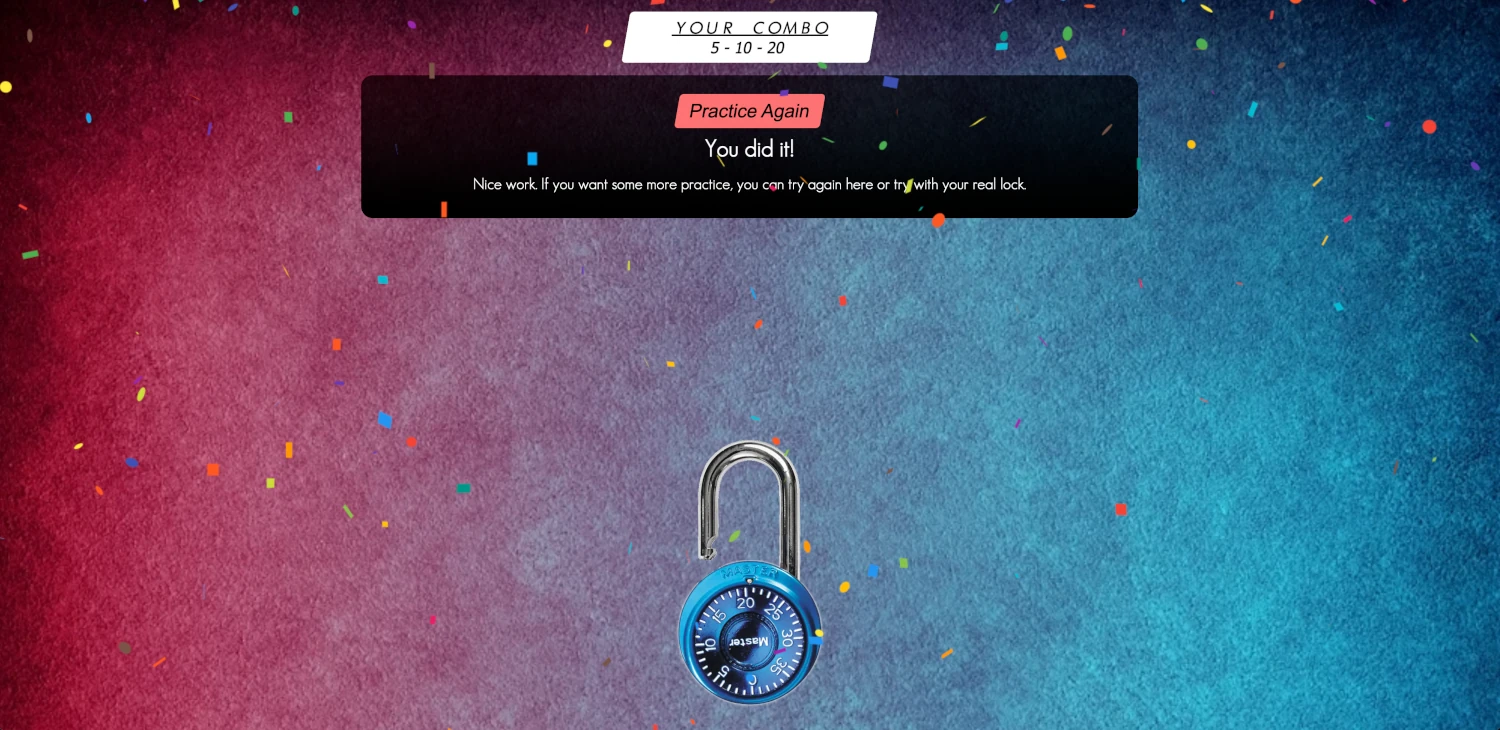 YOUR COMBO
5 - 10 - 20
Practice Again
You did it!
Nice work. If you want some more practice, you can try again here or try with your real lock.
MASTER
20
15
25
10
Master
30
5
35
0